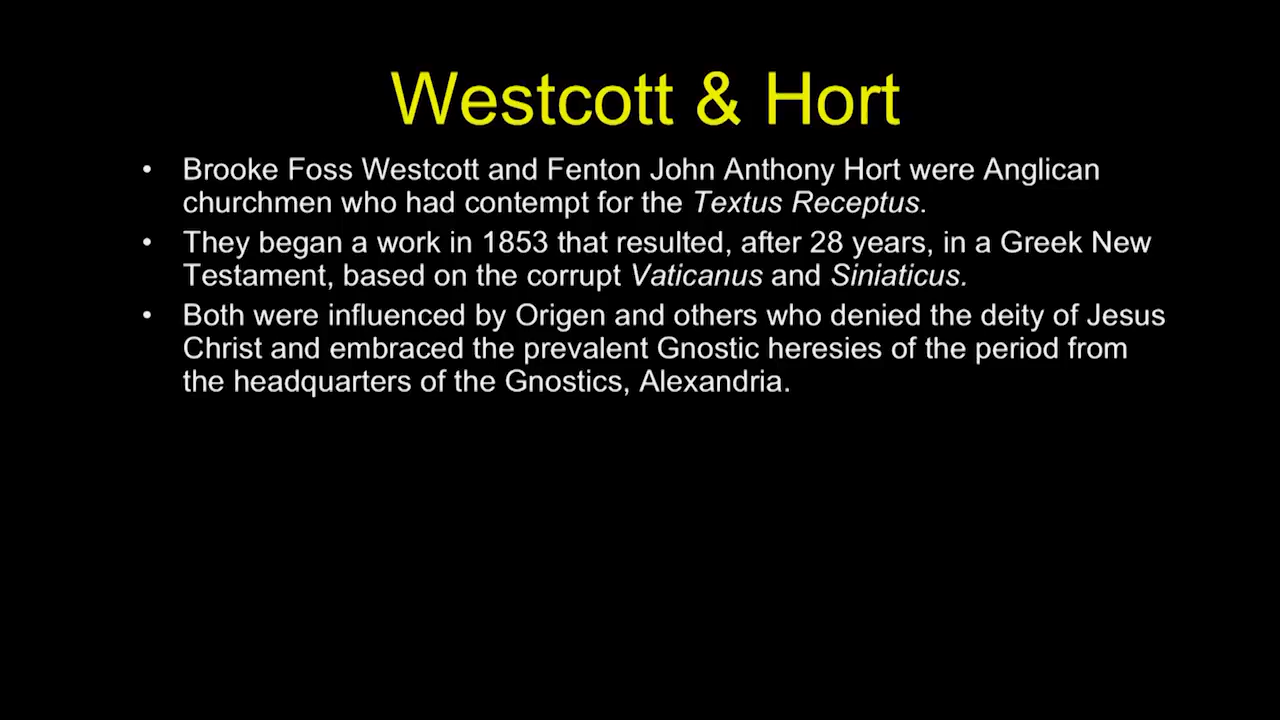 Westcott & Hort
• Brooke Foss Westcott and Fenton John Anthony Hort were Anglican
churchmen who had contempt for the Textus Receptus.
• They began a work in 1853 that resulted, after 28 years, in a Greek New
Testament, based on the corrupt Vaticanus and Siniaticus.
• Both were influenced by Origen and others who denied the deity of Jesus
Christ and embraced the prevalent Gnostic heresies of the period from
the headquarters of the Gnostics, Alexandria.